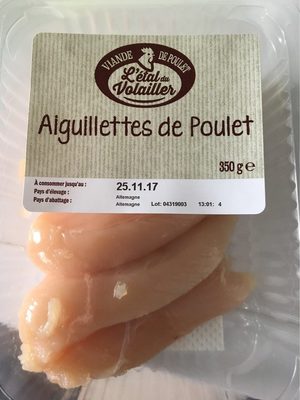 VIANDE DE POULET
L'étal du
Volailler
Aiguillettes de Poulet
350 g e
À consommer jusqu'au : 25.11.17
Pays d'élevage : Allemagne
Pays d'abattage : Allemagne Lot: 04319003 13:01: 4